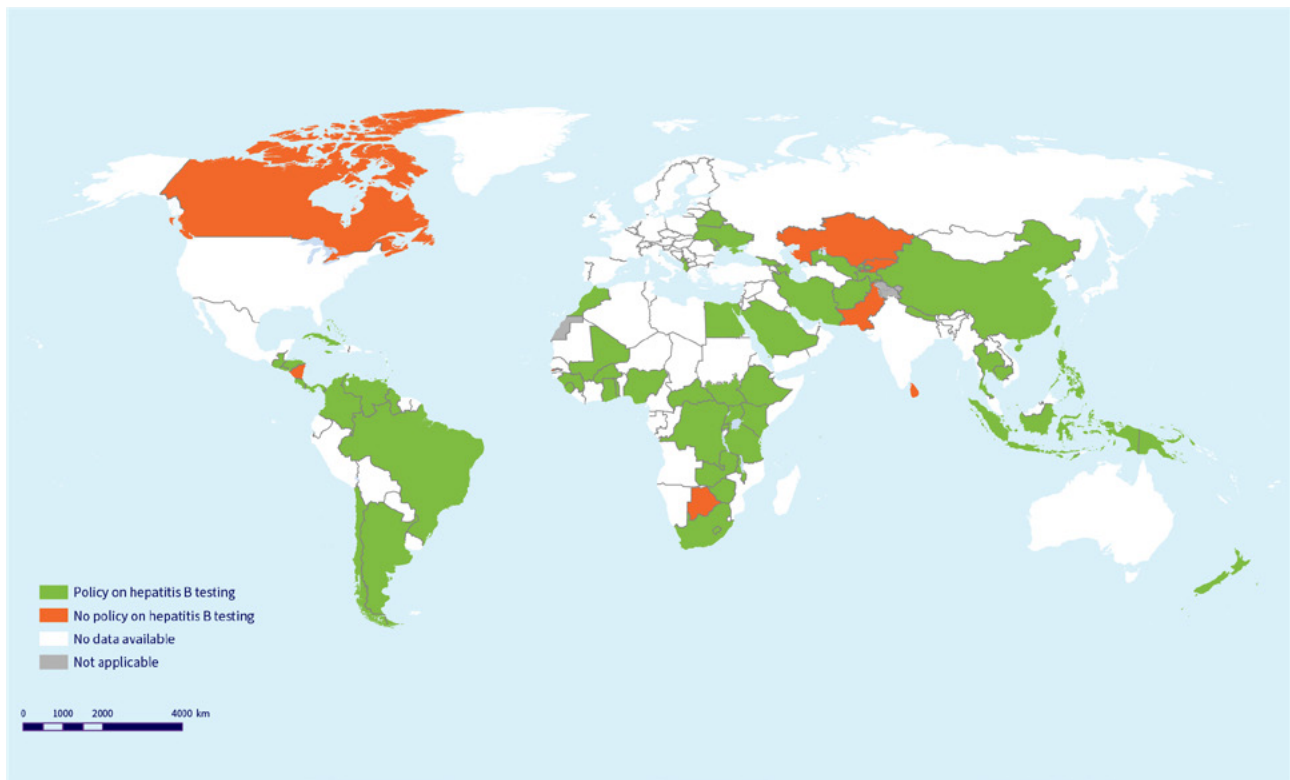 Policy on hepatitis B testing
No policy on hepatitis B testing
No data available
Not applicable
0 1000 2000 4000 km